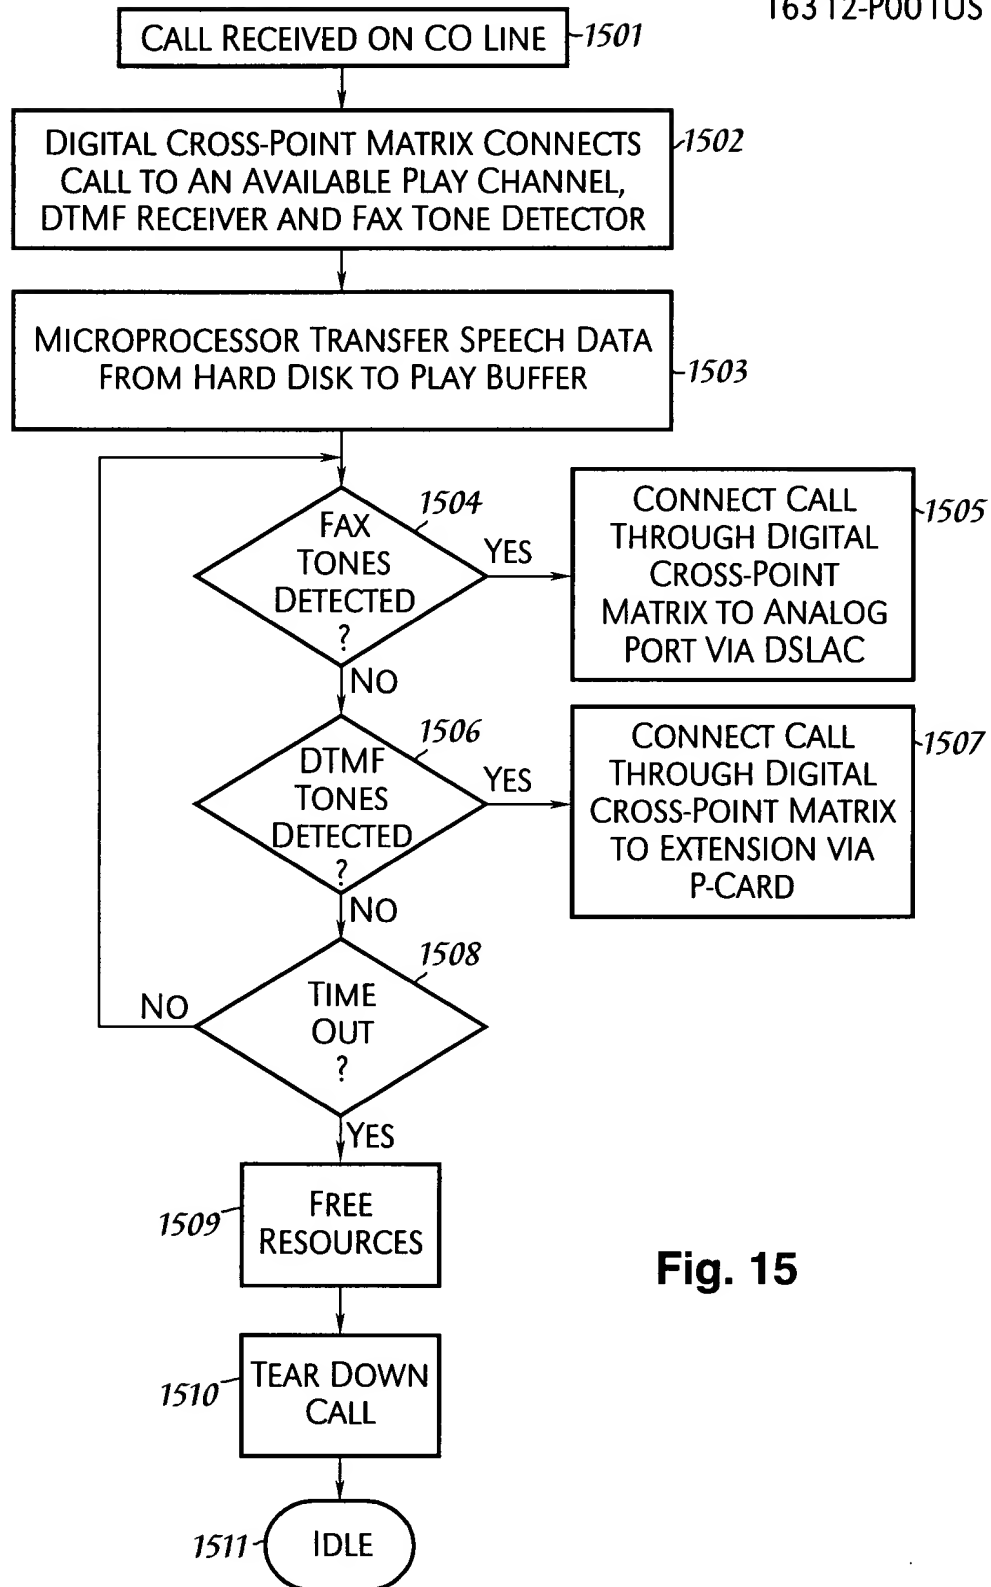 T6312-P001US
CALL RECEIVED ON CO LINE
1501
DIGITAL CROSS-POINT MATRIX CONNECTS
CALL TO AN AVAILABLE PLAY CHANNEL,
DTMF RECEIVER AND FAX TONE DETECTOR
1502
MICROPROCESSOR TRANSFER SPEECH DATA
FROM HARD DISK TO PLAY BUFFER
1503
FAX
TONES
DETECTED
?
1504
YES
NO
CONNECT CALL
THROUGH DIGITAL
CROSS-POINT
MATRIX TO ANALOG
PORT VIA DSLAC
1505
DTMF
TONES
DETECTED
?
1506
YES
NO
CONNECT CALL
THROUGH DIGITAL
CROSS-POINT MATRIX
TO EXTENSION VIA
P-CARD
1507
TIME
OUT
?
1508
NO
YES
FREE
RESOURCES
1509
Fig. 15
TEAR DOWN
CALL
1510
IDLE
1511